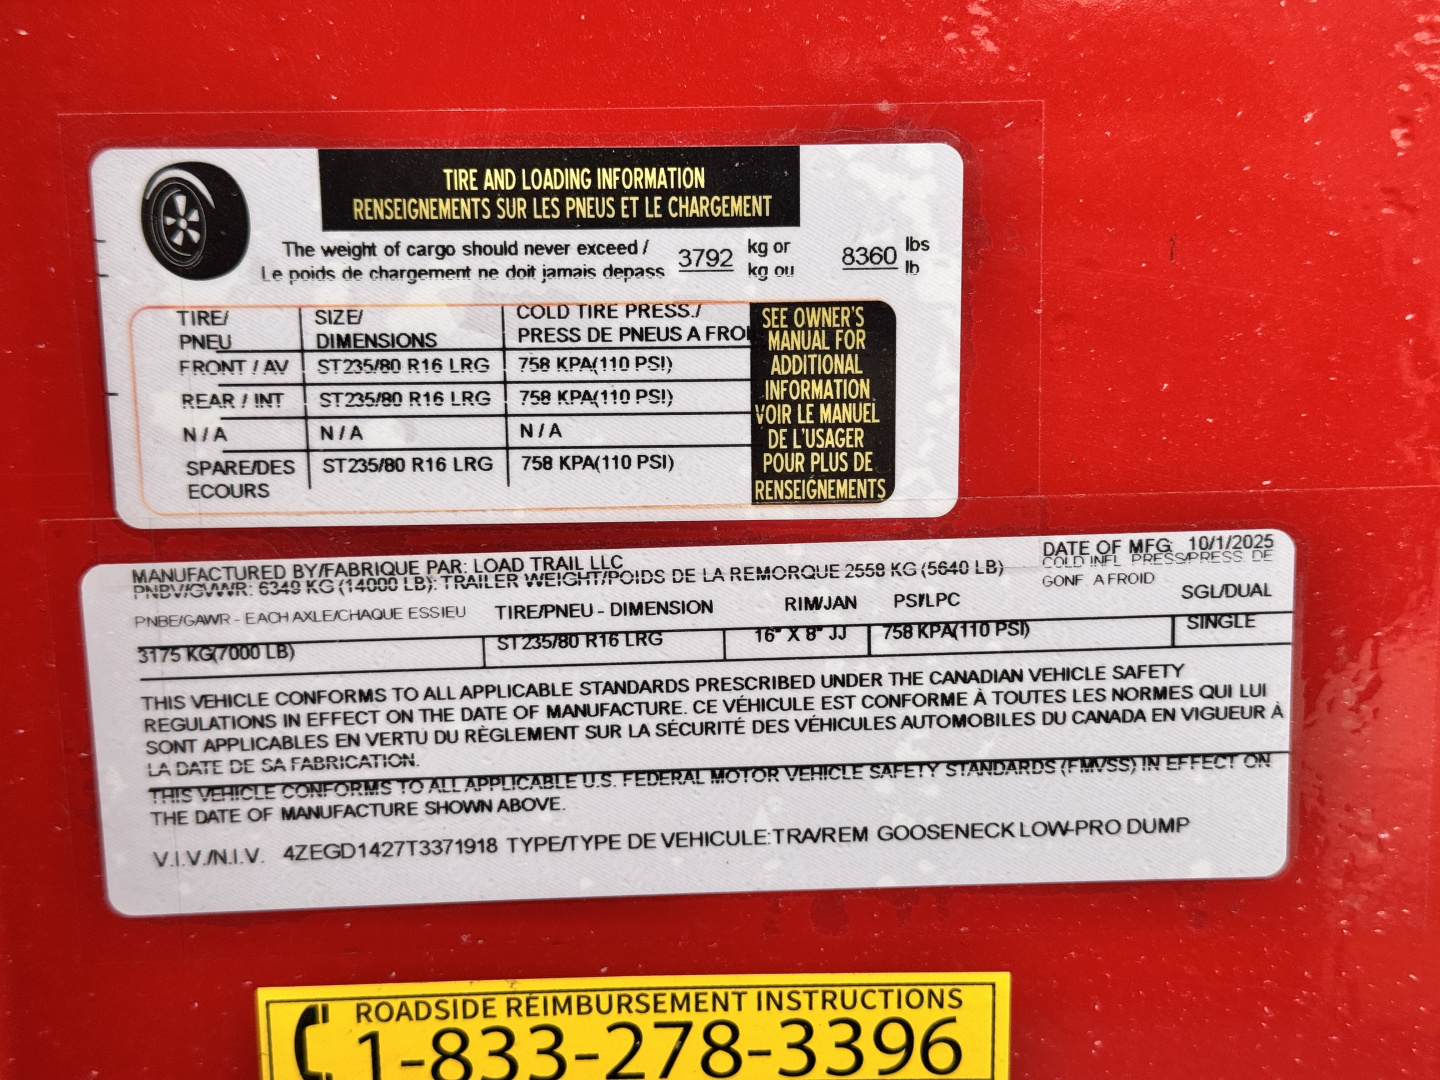 TIRE AND LOADING INFORMATION
RENSEIGNEMENTS SUR LES PNEUS ET LE CHARGEMENT
The weight of cargo should never exceed / 3792 kg or 8360 lbs
Le poids de chargement ne doit jamais depass kg ou lb
TIRE/ SIZE/ COLD TIRE PRESS./
PNEU DIMENSIONS PRESS DE PNEUS A FROI
FRONT / AV ST235/80 R16 LRG 758 KPA(110 PSI)
REAR / INT ST235/80 R16 LRG 758 KPA(110 PSI)
N / A N / A N / A
SPARE/DES ST235/80 R16 LRG 758 KPA(110 PSI)
ECOURS
SEE OWNER'S
MANUAL FOR
ADDITIONAL
INFORMATION
VOIR LE MANUEL
DE L'USAGER
POUR PLUS DE
RENSEIGNEMENTS
MANUFACTURED BY/FABRIQUE PAR: LOAD TRAIL LLC DATE OF MFG: 10/1/2025
PNBV/GVWR: 6349 KG (14000 LB): TRAILER WEIGHT/POIDS DE LA REMORQUE 2558 KG (5640 LB) COLD INFL PRESS/PRESS. DE
GONF. A FROID
PNBE/GAWR - EACH AXLE/CHAQUE ESSIEU TIRE/PNEU - DIMENSION RIM/JAN PSI/LPC SGL/DUAL
3175 KG(7000 LB) ST235/80 R16 LRG 16" X 8" JJ 758 KPA(110 PSI) SINGLE
THIS VEHICLE CONFORMS TO ALL APPLICABLE STANDARDS PRESCRIBED UNDER THE CANADIAN VEHICLE SAFETY
REGULATIONS IN EFFECT ON THE DATE OF MANUFACTURE. CE VÉHICULE EST CONFORME À TOUTES LES NORMES QUI LUI
SONT APPLICABLES EN VERTU DU RÈGLEMENT SUR LA SÉCURITÉ DES VÉHICULES AUTOMOBILES DU CANADA EN VIGUEUR À
LA DATE DE SA FABRICATION.
THIS VEHICLE CONFORMS TO ALL APPLICABLE U.S. FEDERAL MOTOR VEHICLE SAFETY STANDARDS (FMVSS) IN EFFECT ON
THE DATE OF MANUFACTURE SHOWN ABOVE.
V.I.V./N.I.V. 4ZEGD1427T3371918 TYPE/TYPE DE VEHICULE:TRA/REM GOOSENECK LOW-PRO DUMP
ROADSIDE REIMBURSEMENT INSTRUCTIONS
1-833-278-3396